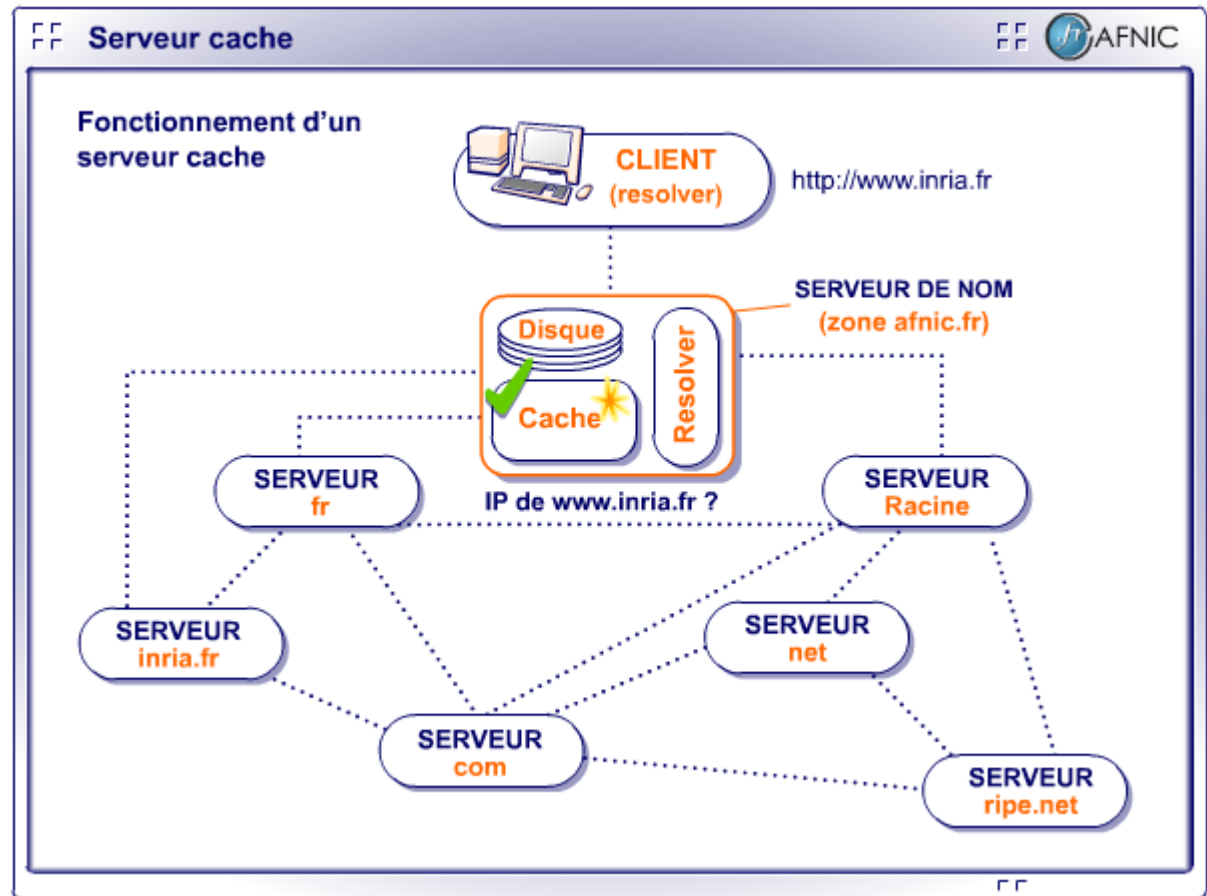 Serveur cache
.fr AFNIC
Fonctionnement d'un
serveur cache
CLIENT
(resolver)
http://www.inria.fr
SERVEUR DE NOM
(zone afnic.fr)
Disque
Cache
Resolver
IP de www.inria.fr ?
SERVEUR
fr
SERVEUR
Racine
SERVEUR
inria.fr
SERVEUR
net
SERVEUR
com
SERVEUR
ripe.net